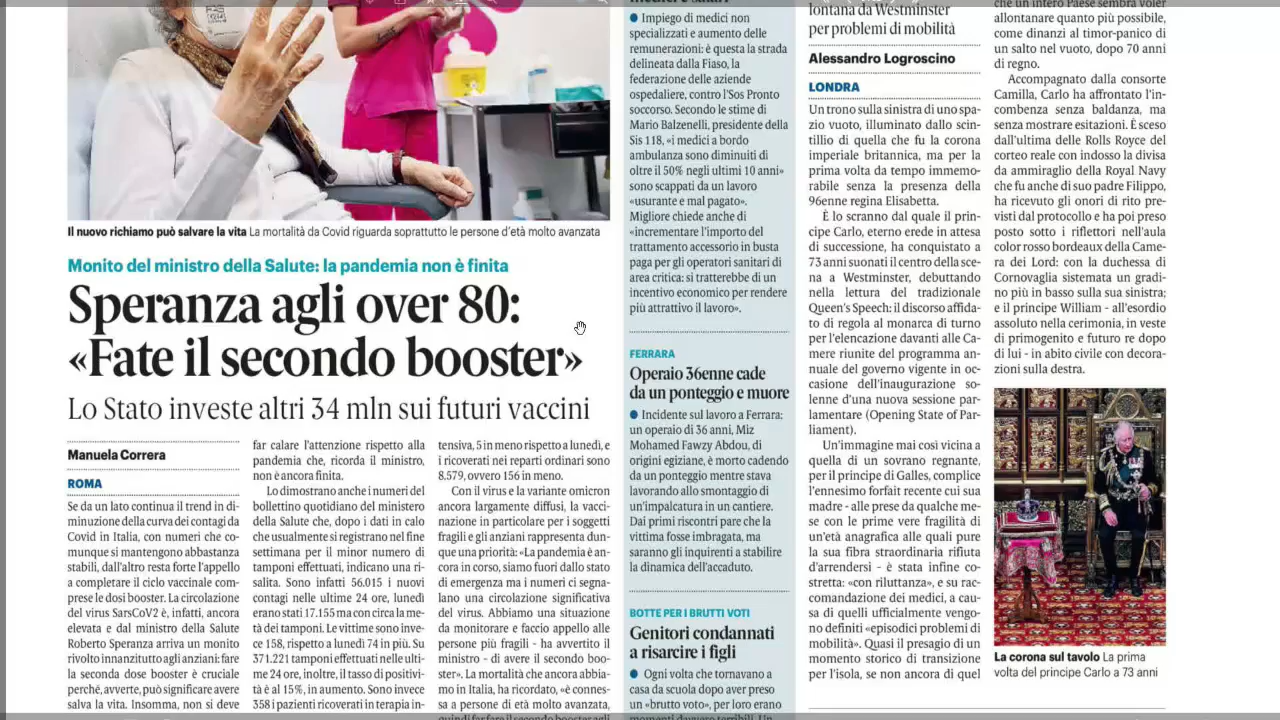 Il nuovo richiamo può salvare la vita La mortalità da Covid riguarda soprattutto le persone d'età molto avanzata
Monito del ministro della Salute: la pandemia non è finita
Speranza agli over 80:
«Fate il secondo booster»
Lo Stato investe altri 34 mln sui futuri vaccini
Manuela Correra
ROMA
Se da un lato continua il trend in di-
minuzione della curva dei contagi da
Covid in Italia, con numeri che co-
munque si mantengono abbastanza
stabili, dall'altro resta forte l'appello
a completare il ciclo vaccinale com-
prese le dosi booster. La circolazione
del virus SarsCoV2 è, infatti, ancora
elevata e dal ministro della Salute
Roberto Speranza arriva un monito
rivolto innanzitutto agli anziani: fare
la seconda dose booster è cruciale
perché, avverte, può significare avere
salva la vita. Insomma, non si deve
far calare l'attenzione rispetto alla
pandemia che, ricorda il ministro,
non è ancora finita.
Lo dimostrano anche i numeri del
bollettino quotidiano del ministero
della Salute che, dopo i dati in calo
che usualmente si registrano nel fine
settimana per il minor numero di
tamponi effettuati, indicano una ri-
salita. Sono infatti 56.015 i nuovi
contagi nelle ultime 24 ore, lunedì
erano stati 17.155 ma con circa la me-
tà dei tamponi. Le vittime sono inve-
ce 158, rispetto a lunedì 74 in più. Su
371.221 tamponi effettuati nelle ulti-
me 24 ore, inoltre, il tasso di positivi-
tà è al 15%, in aumento. Sono invece
358 i pazienti ricoverati in terapia in-
tensiva, 5 in meno rispetto a lunedì, e
i ricoverati nei reparti ordinari sono
8.579, ovvero 156 in meno.
Con il virus e la variante omicron
ancora largamente diffusi, la vacci-
nazione in particolar per i soggetti
fragili e gli anziani rappresenta dun-
que una priorità: «La pandemia è an-
cora in corso, siamo fuori dallo stato
di emergenza ma i numeri ci segna-
lano una circolazione significativa
del virus. Abbiamo una situazione
da monitorare e faccio appello alle
persone più fragili - ha avvertito il
ministro - di avere il secondo boo-
ster». La mortalità che ancora abbia-
mo in Italia, ha ricordato, «è connes-
sa a persone di età molto avanzata,
quindi far fare il secondo booster agli
● Impiego di medici non
specializzati e aumento delle
remunerazioni: è questa la strada
delineata dalla Fiaso, la
federazione delle aziende
ospedaliere, contro l'Sos Pronto
soccorso. Secondo le stime di
Mario Balzenelli, presidente della
Sis 118, «i medici a bordo
ambulanza sono diminuiti di
oltre il 50% negli ultimi 10 anni»
sono scappati da un lavoro
«usurante e mal pagato».
Migliore chiede anche di
«incrementare l'importo del
trattamento accessorio in busta
paga per gli operatori sanitari di
area critica: si tratterebbe di un
incentivo economico per rendere
più attrattivo il lavoro».
FERRARA
Operaio 36enne cade
da un ponteggio e muore
● Incidente sul lavoro a Ferrara:
un operaio di 36 anni, Miz
Mohamed Fawzy Abdou, di
origini egiziane, è morto cadendo
da un ponteggio mentre stava
lavorando allo smontaggio di
un'impalcatura in un cantiere.
Dai primi riscontri pare che la
vittima fosse imbragata, ma
saranno gli inquirenti a stabilire
la dinamica dell'accaduto.
BOTTE PER I BRUTTI VOTI
Genitori condannati
a risarcire i figli
● Ogni volta che tornavano a
casa da scuola dopo aver preso
un «brutto voto», per loro erano
momenti davvero terribili. Un
lontana da Westminster
per problemi di mobilità
Alessandro Logroscino
LONDRA
Un trono sulla sinistra di uno spa-
zio vuoto, illuminato dallo scin-
tillio di quella che fu la corona
imperiale britannica, ma per la
prima volta da tempo immemo-
rabile senza la presenza della
96enne regina Elisabetta.
È lo scranno dal quale il prin-
cipe Carlo, eterno erede in attesa
di successione, ha conquistato a
73 anni suonati il centro della sce-
na a Westminster, debuttando
nella lettura del tradizionale
Queen's Speech: il discorso affida-
to di regola al monarca di turno
per l'elencazione davanti alle Ca-
mere riunite del programma an-
nuale del governo vigente in oc-
casione dell'inaugurazione so-
lenne d'una nuova sessione par-
lamentare (Opening State of Par-
liament).
Un'immagine mai così vicina a
quella di un sovrano regnante,
per il principe di Galles, complice
l'ennesimo forfait recente cui sua
madre - alle prese da qualche me-
se con le prime vere fragilità di
un'età anagrafica alle quali pure
la sua fibra straordinaria rifiuta
d'arrendersi - è stata infine co-
stretta: «con riluttanza», e su rac-
comandazione dei medici, a cau-
sa di quelli ufficialmente vengo-
no definiti «episodici problemi di
mobilità». Quasi il presagio di un
momento storico di transizione
per l'isola, se non ancora di quel
che un intero Paese sembra voler
allontanare quanto più possibile,
come dinanzi al timor-panico di
un salto nel vuoto, dopo 70 anni
di regno.
Accompagnato dalla consorte
Camilla, Carlo ha affrontato l'in-
combenza senza baldanza, ma
senza mostrare esitazioni. È sceso
dall'ultima delle Rolls Royce del
corteo reale con indosso la divisa
da ammiraglio della Royal Navy
che fu anche di suo padre Filippo,
ha ricevuto gli onori di rito pre-
visti dal protocollo e ha poi preso
posto sotto i riflettori nell'aula
color rosso bordeaux della Came-
ra dei Lord: con la duchessa di
Cornovaglia sistemata un gradi-
no più in basso sulla sua sinistra;
e il principe William - all'esordio
assoluto nella cerimonia, in veste
di primogenito e futuro re dopo
di lui - in abito civile con decora-
zioni sulla destra.
La corona sul tavolo La prima
volta del principe Carlo a 73 anni